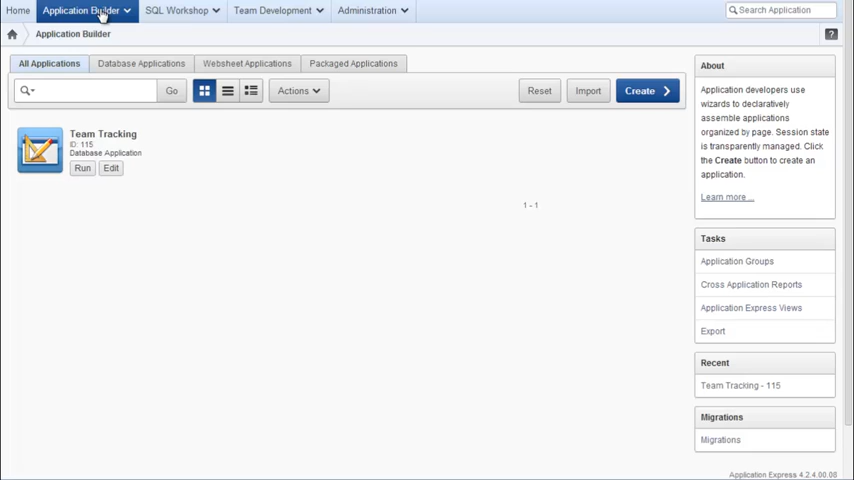 Home Application Builder SQL Workshop Team Development Administration Search Application
Application Builder ?
All Applications Database Applications Websheet Applications Packaged Applications
Go Actions Reset Import Create
Team Tracking
ID: 115
Database Application
Run Edit
1 - 1
About
Application developers use
wizards to declaratively
assemble applications
organized by page. Session state
is transparently managed. Click
the Create button to create an
application.
Learn more ...
Tasks
Application Groups
Cross Application Reports
Application Express Views
Export
Recent
Team Tracking - 115
Migrations
Migrations
Application Express 4.2.4.00.08